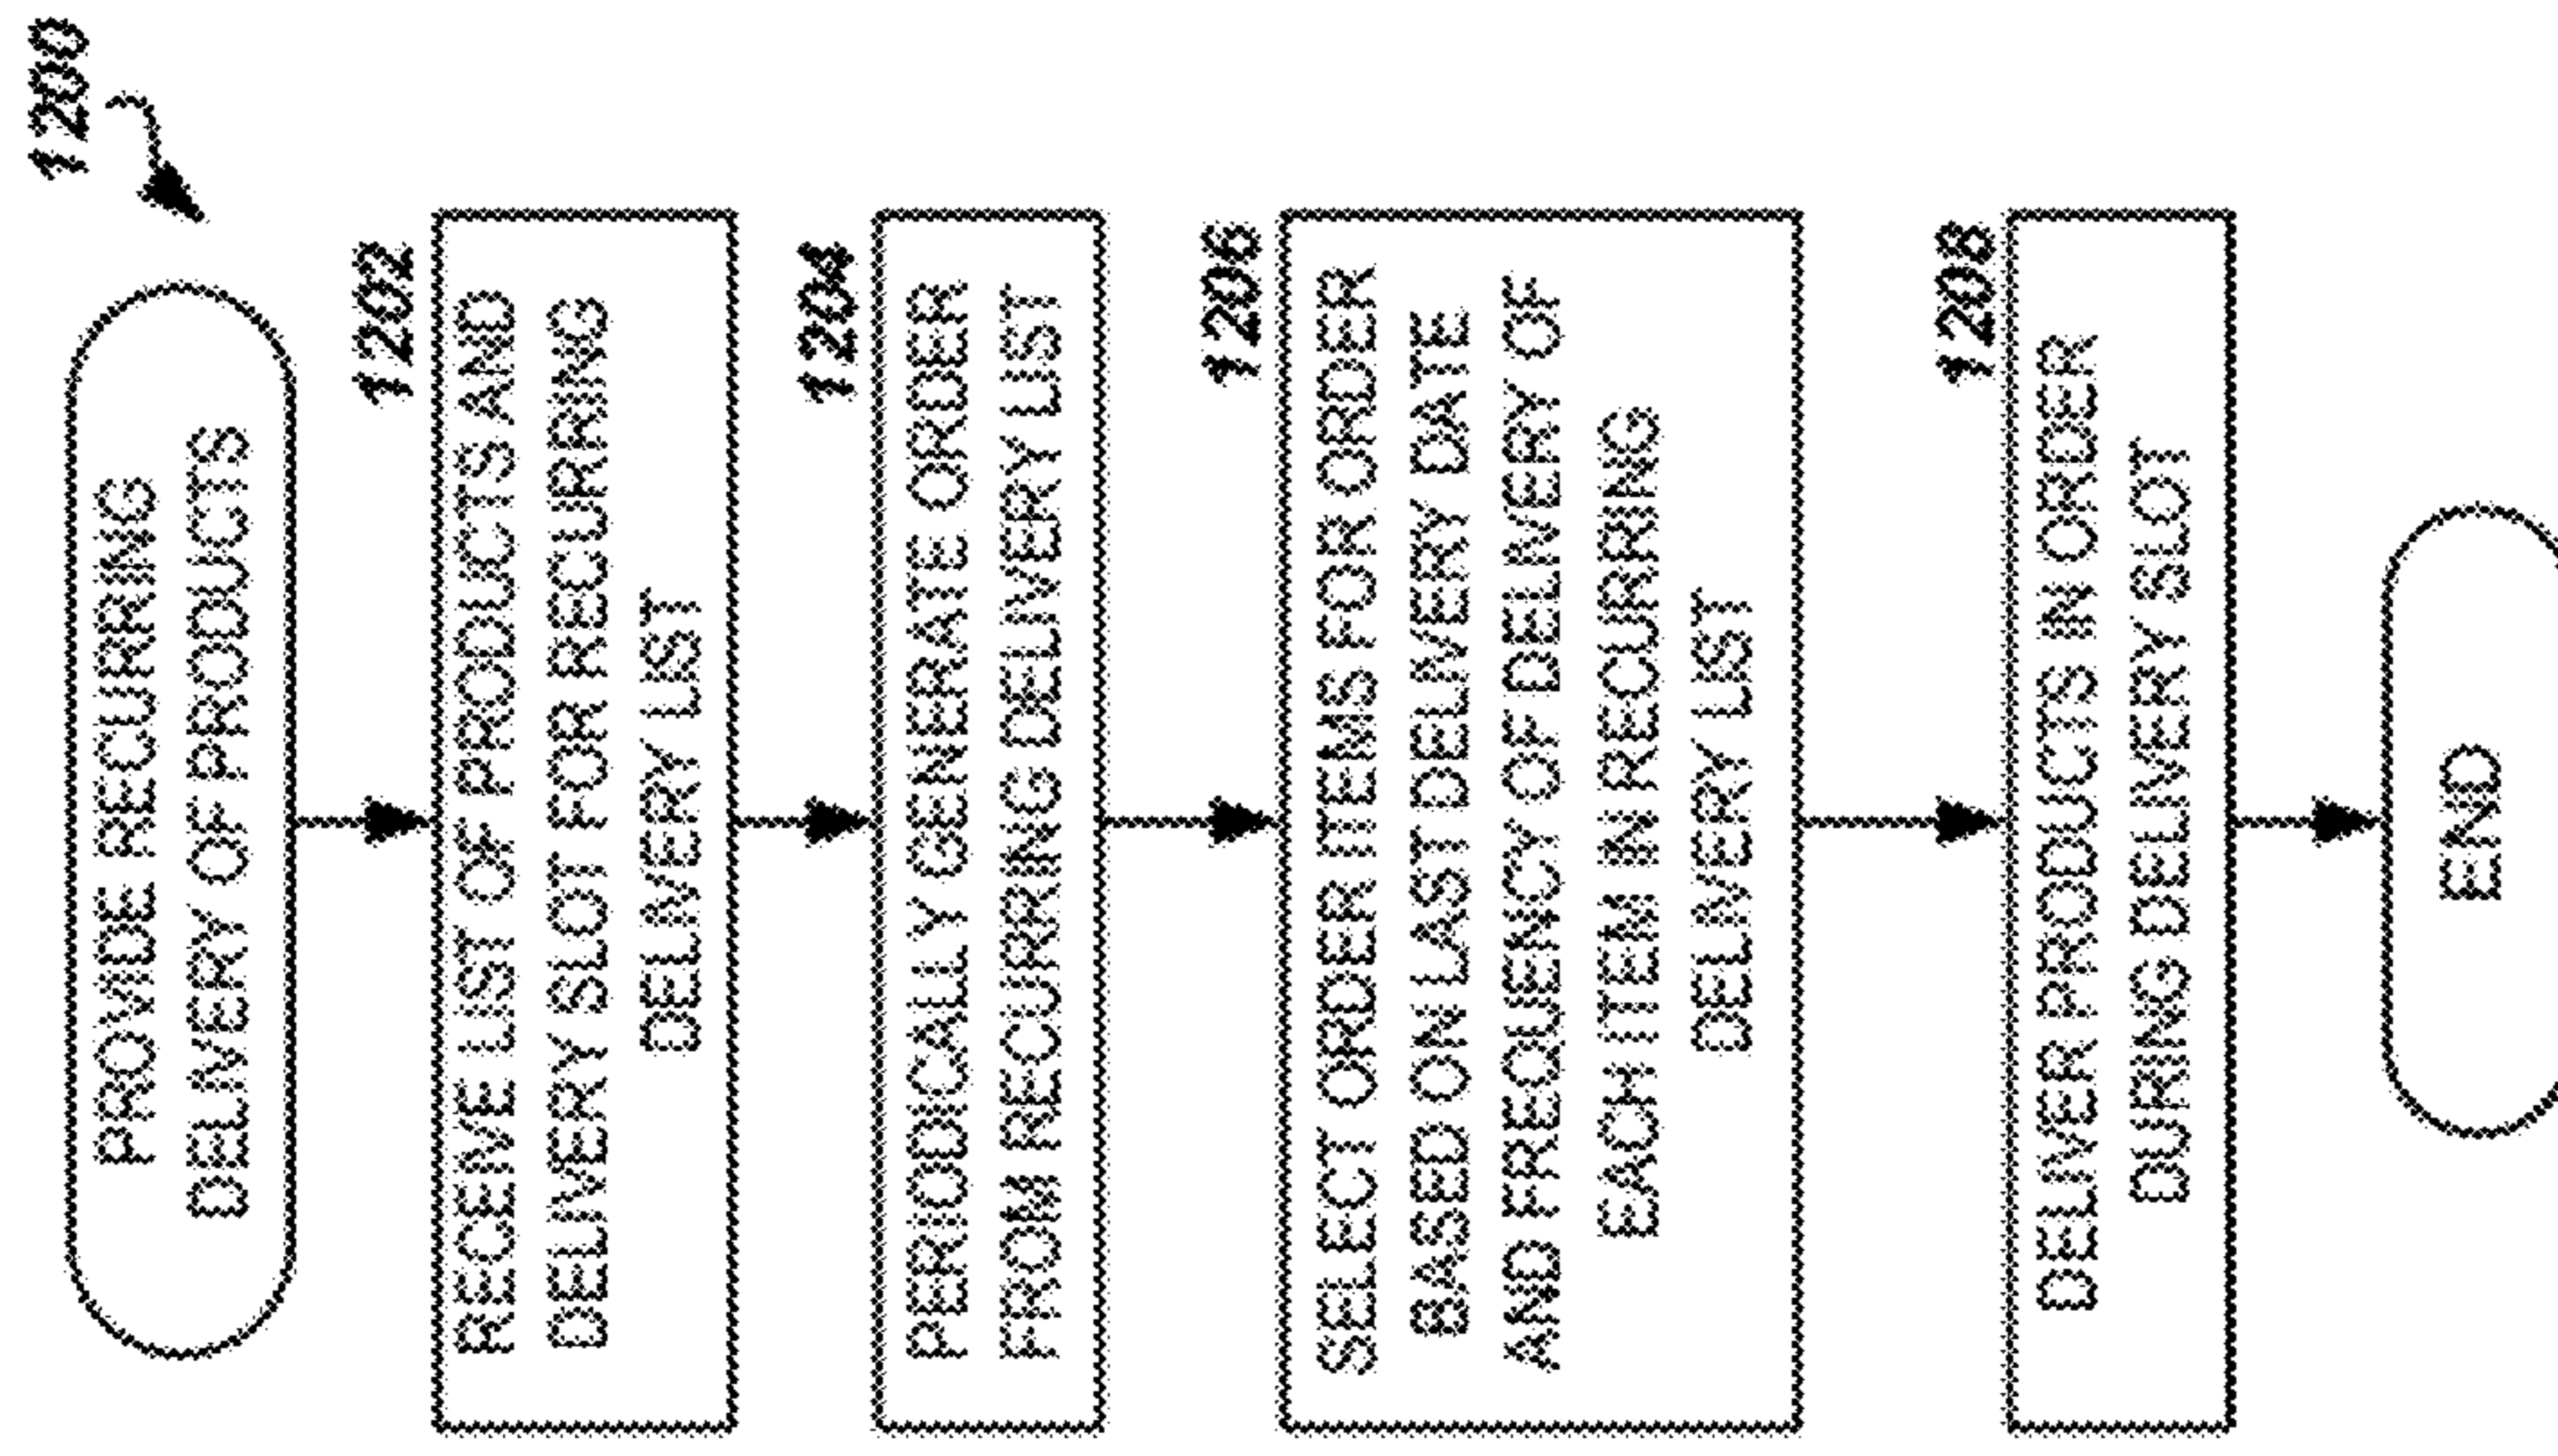 1200
PROVIDE RECURRING
DELIVERY OF PRODUCTS
1202
RECEIVE LIST OF PRODUCTS AND
DELIVERY SLOT FOR RECURRING
DELIVERY LIST
1204
PERIODICALLY GENERATE ORDER
FROM RECURRING DELIVERY LIST
1206
SELECT ORDER ITEMS FOR ORDER
BASED ON LAST DELIVERY DATE
AND FREQUENCY OF DELIVERY OF
EACH ITEM IN RECURRING
DELIVERY LIST
1208
DELIVER PRODUCTS IN ORDER
DURING DELIVERY SLOT
END